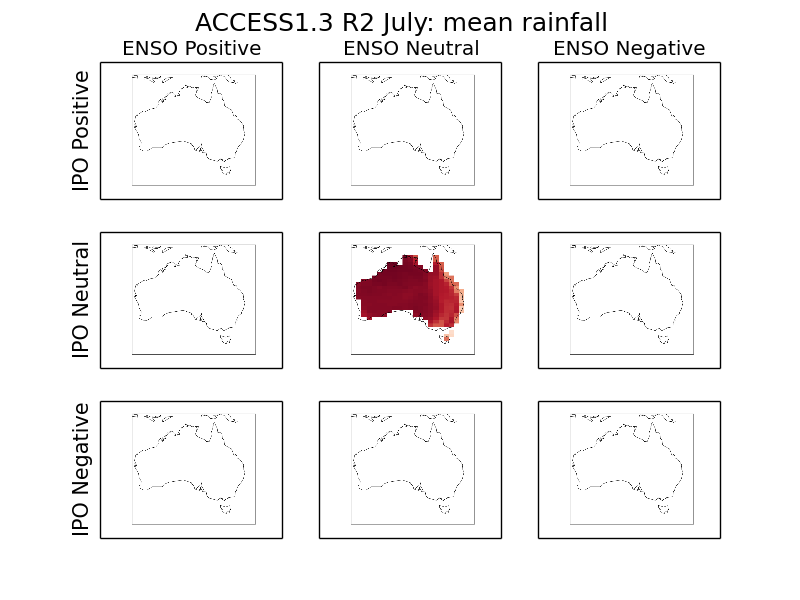 ACCESS1.3 R2 July: mean rainfall
ENSO Positive ENSO Neutral ENSO Negative
IPO Positive
IPO Neutral
IPO Negative